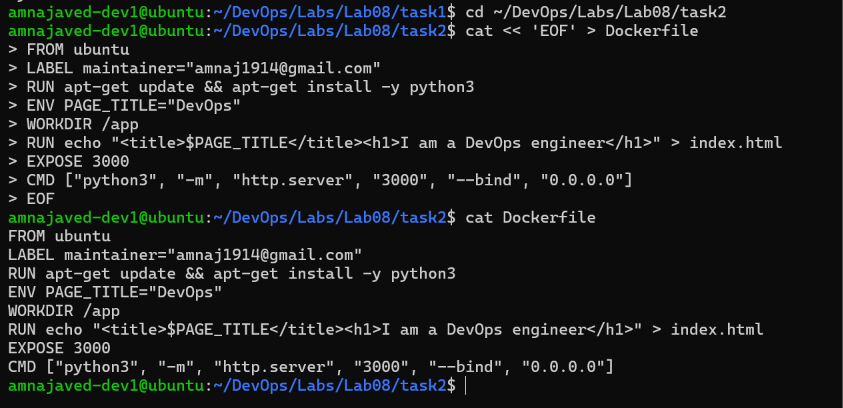 amnajaved-dev1@ubuntu:~/DevOps/Labs/Lab08/task1$ cd ~/DevOps/Labs/Lab08/task2
amnajaved-dev1@ubuntu:~/DevOps/Labs/Lab08/task2$ cat << 'EOF' > Dockerfile
> FROM ubuntu
> LABEL maintainer="amnaj1914@gmail.com"
> RUN apt-get update && apt-get install -y python3
> ENV PAGE_TITLE="DevOps"
> WORKDIR /app
> RUN echo "<title>$PAGE_TITLE</title><h1>I am a DevOps engineer</h1>" > index.html
> EXPOSE 3000
> CMD ["python3", "-m", "http.server", "3000", "--bind", "0.0.0.0"]
> EOF
amnajaved-dev1@ubuntu:~/DevOps/Labs/Lab08/task2$ cat Dockerfile
FROM ubuntu
LABEL maintainer="amnaj1914@gmail.com"
RUN apt-get update && apt-get install -y python3
ENV PAGE_TITLE="DevOps"
WORKDIR /app
RUN echo "<title>$PAGE_TITLE</title><h1>I am a DevOps engineer</h1>" > index.html
EXPOSE 3000
CMD ["python3", "-m", "http.server", "3000", "--bind", "0.0.0.0"]
amnajaved-dev1@ubuntu:~/DevOps/Labs/Lab08/task2$